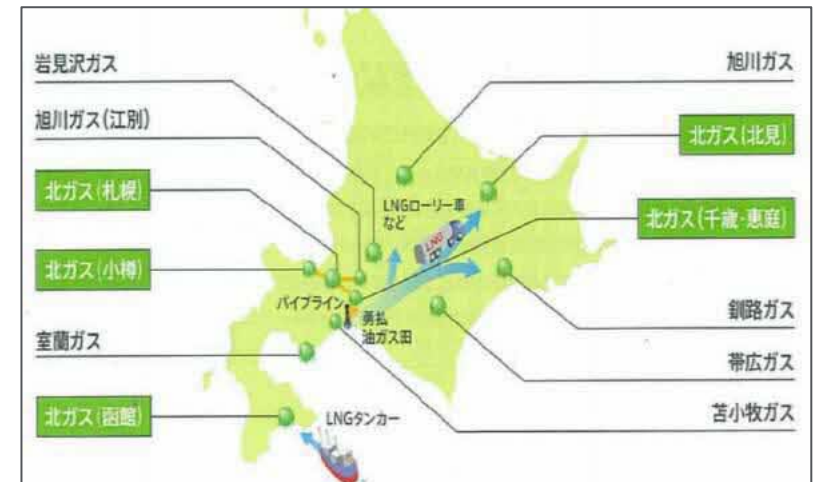 岩見沢ガス
旭川ガス(江別)
北ガス(札幌)
北ガス(小樽)
室蘭ガス
北ガス(函館)
旭川ガス
北ガス(北見)
北ガス(千歳・恵庭)
釧路ガス
帯広ガス
苫小牧ガス
LNGローリー車
など
LNG
パイプライン
勇払
油ガス田
LNGタンカー